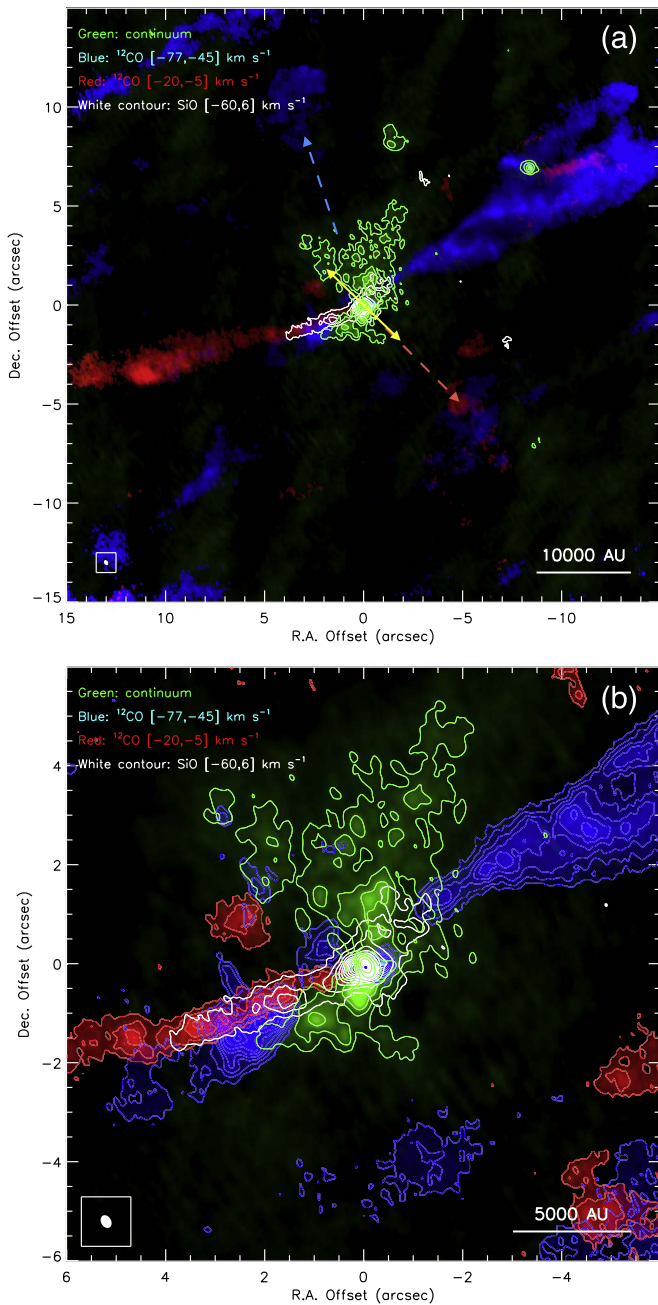 (a)
Green: continuum
Blue: ¹²CO [−77,−45] km s⁻¹
Red: ¹²CO [−20,−5] km s⁻¹
White contour: SiO [−60,6] km s⁻¹
10
5
0
−5
−10
−15
Dec. Offset (arcsec)
10000 AU
15 10 5 0 −5 −10
R.A. Offset (arcsec)
(b)
Green: continuum
Blue: ¹²CO [−77,−45] km s⁻¹
Red: ¹²CO [−20,−5] km s⁻¹
White contour: SiO [−60,6] km s⁻¹
4
2
0
−2
−4
−6
Dec. Offset (arcsec)
5000 AU
6 4 2 0 −2 −4
R.A. Offset (arcsec)